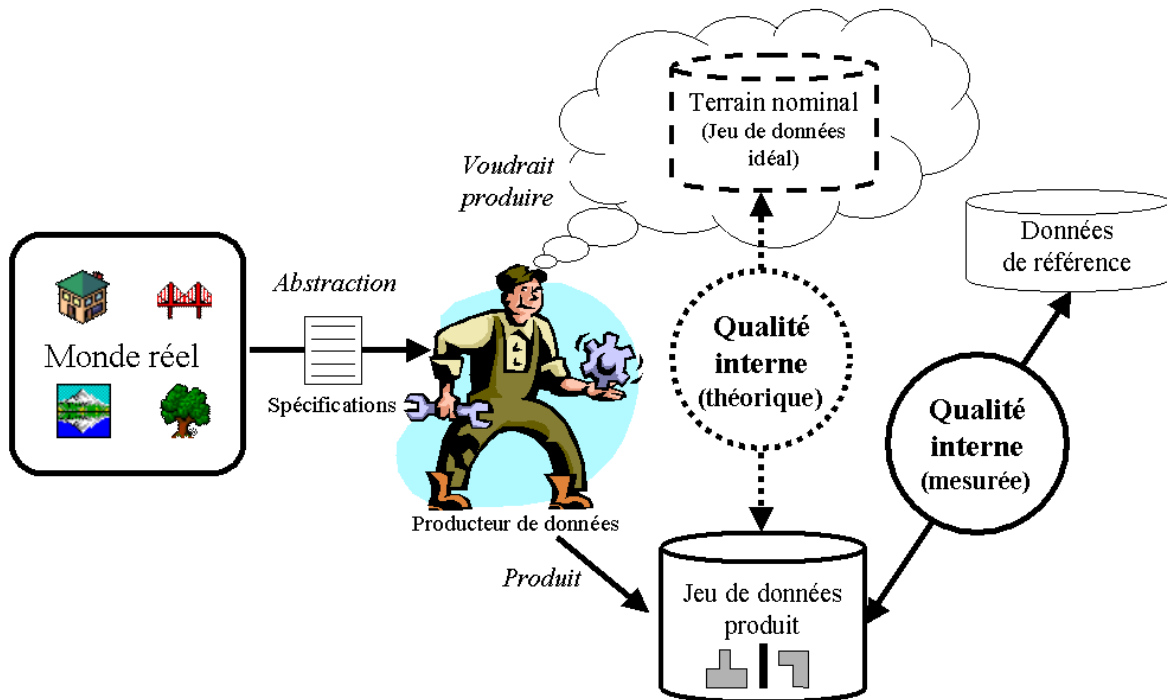 Terrain nominal
(Jeu de données
idéal)
Voudrait
produire
Données
de référence
Abstraction
Monde réel
Spécifications
Qualité
interne
(théorique)
Qualité
interne
(mesurée)
Producteur de données
Produit
Jeu de données
produit